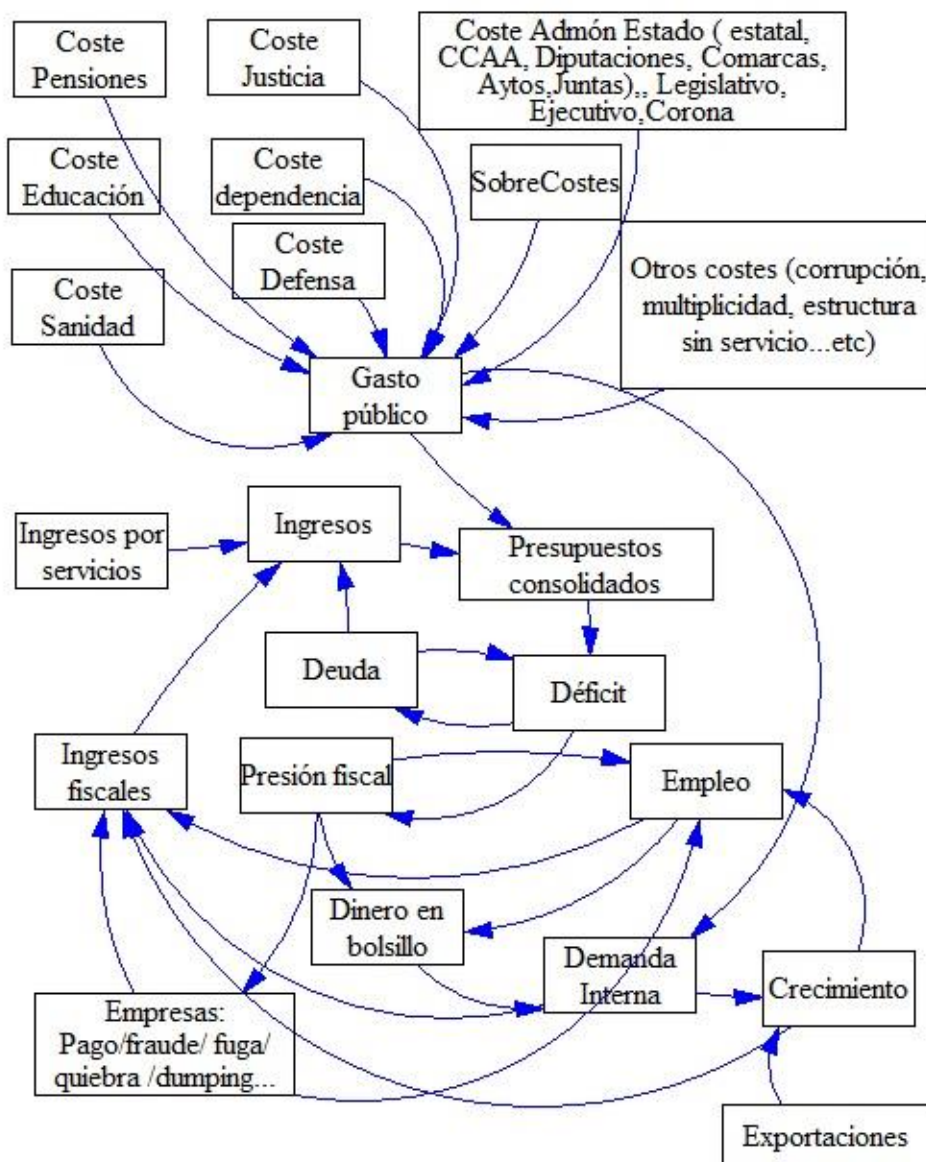 Coste
Pensiones
Coste
Justicia
Coste Admón Estado ( estatal,
CCAA, Diputaciones, Comarcas,
Aytos,Juntas),, Legislativo,
Ejecutivo,Corona
Coste
Educación
Coste
dependencia
SobreCostes
Coste
Defensa
Coste
Sanidad
Otros costes (corrupción,
multiplicidad, estructura
sin servicio...etc)
Gasto
público
Ingresos por
servicios
Ingresos
Presupuestos
consolidados
Deuda
Déficit
Ingresos
fiscales
Presión fiscal
Empleo
Dinero en
bolsillo
Demanda
Interna
Crecimiento
Empresas:
Pago/fraude/ fuga/
quiebra /dumping...
Exportaciones